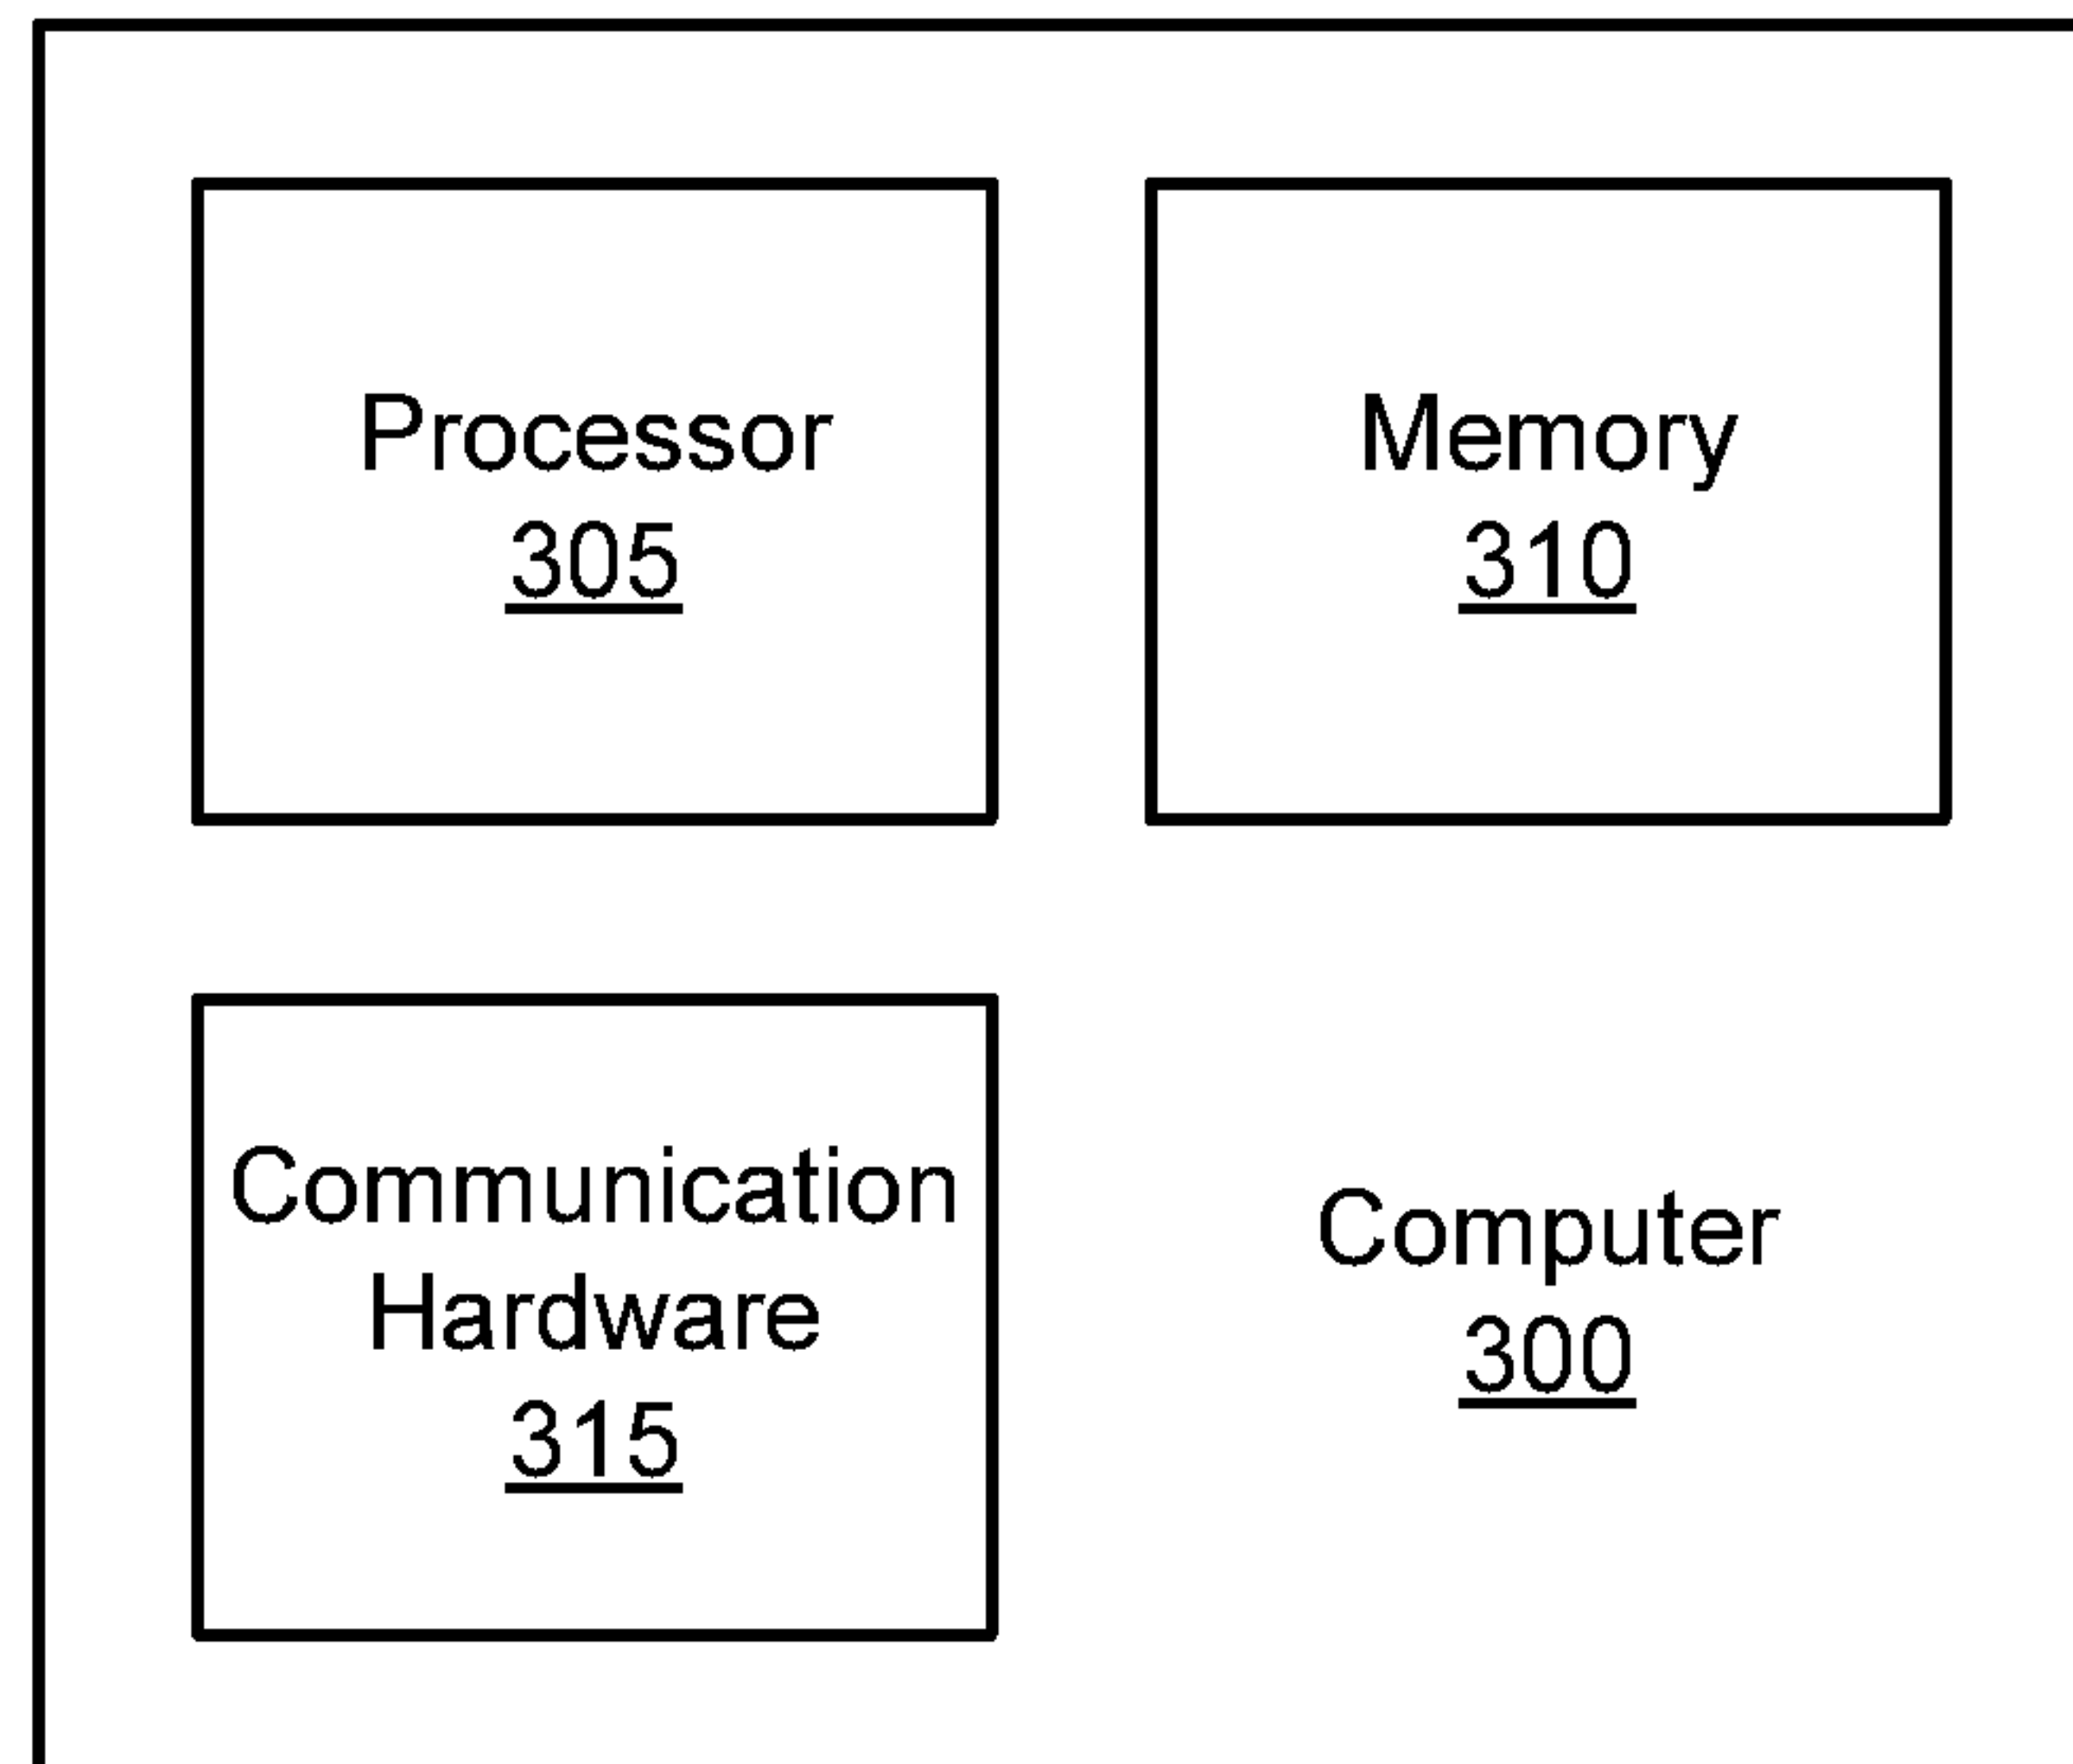 Processor
305
Memory
310
Communication
Hardware
315
Computer
300